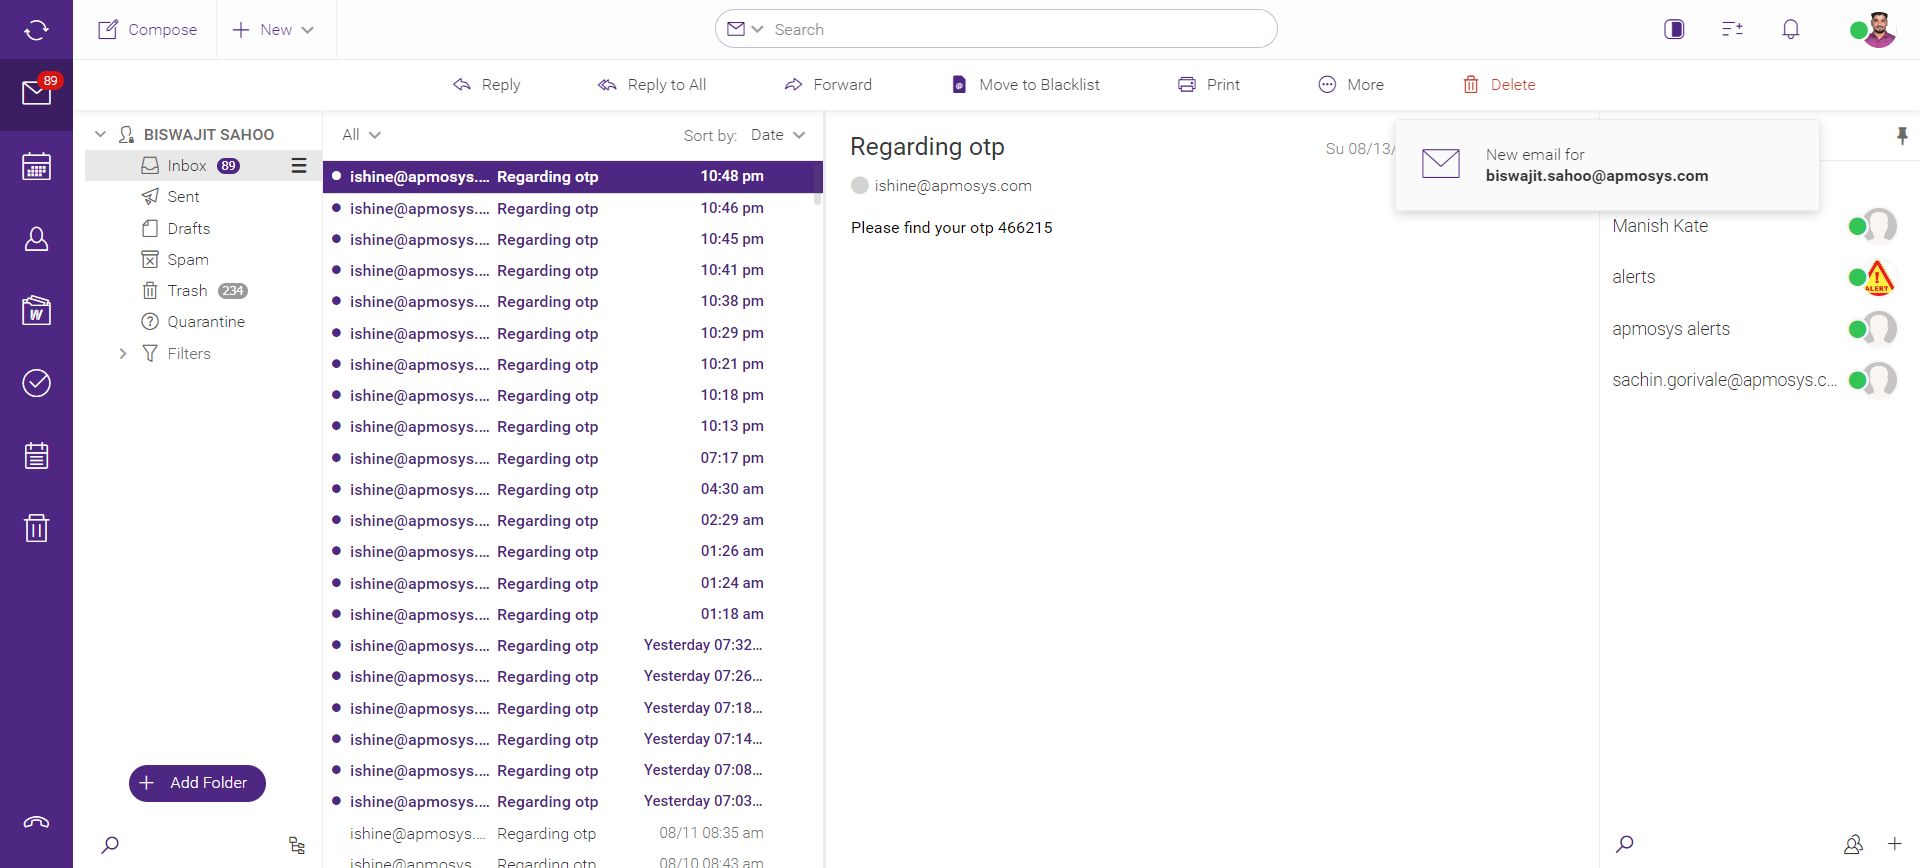 Compose
New
Search
89
Reply
Reply to All
Forward
Move to Blacklist
Print
More
Delete
BISWAJIT SAHOO
Inbox 89
Sent
Drafts
Spam
Trash 234
Quarantine
Filters
Add Folder
All
Sort by: Date
ishine@apmosys.... Regarding otp 10:48 pm
ishine@apmosys.... Regarding otp 10:46 pm
ishine@apmosys.... Regarding otp 10:45 pm
ishine@apmosys.... Regarding otp 10:41 pm
ishine@apmosys.... Regarding otp 10:38 pm
ishine@apmosys.... Regarding otp 10:29 pm
ishine@apmosys.... Regarding otp 10:21 pm
ishine@apmosys.... Regarding otp 10:18 pm
ishine@apmosys.... Regarding otp 10:13 pm
ishine@apmosys.... Regarding otp 07:17 pm
ishine@apmosys.... Regarding otp 04:30 am
ishine@apmosys.... Regarding otp 02:29 am
ishine@apmosys.... Regarding otp 01:26 am
ishine@apmosys.... Regarding otp 01:24 am
ishine@apmosys.... Regarding otp 01:18 am
ishine@apmosys.... Regarding otp Yesterday 07:32...
ishine@apmosys.... Regarding otp Yesterday 07:26...
ishine@apmosys.... Regarding otp Yesterday 07:18...
ishine@apmosys.... Regarding otp Yesterday 07:14...
ishine@apmosys.... Regarding otp Yesterday 07:08...
ishine@apmosys.... Regarding otp Yesterday 07:03...
ishine@apmosys.... Regarding otp 08/11 08:35 am
ishine@apmosys.... Regarding otp 08/10 08:43 am
Regarding otp
Su 08/13/
ishine@apmosys.com
Please find your otp 466215
New email for
biswajit.sahoo@apmosys.com
Manish Kate
alerts
ALERT
apmosys alerts
sachin.gorivale@apmosys.c...